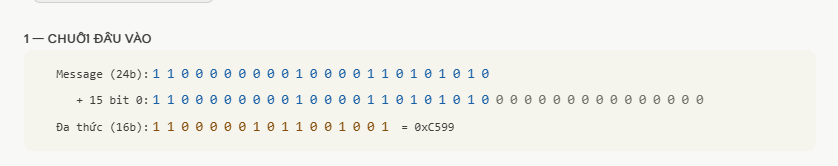 1 — CHUỖI ĐẦU VÀO
Message (24b): 1 1 0 0 0 0 0 0 0 0 1 0 0 0 0 1 1 0 1 0 1 0 1 0
+ 15 bit 0: 1 1 0 0 0 0 0 0 0 0 1 0 0 0 0 1 1 0 1 0 1 0 1 0 0 0 0 0 0 0 0 0 0 0 0 0 0 0 0
Đa thức (16b): 1 1 0 0 0 0 0 1 0 1 1 0 0 1 0 0 1 = 0xC599